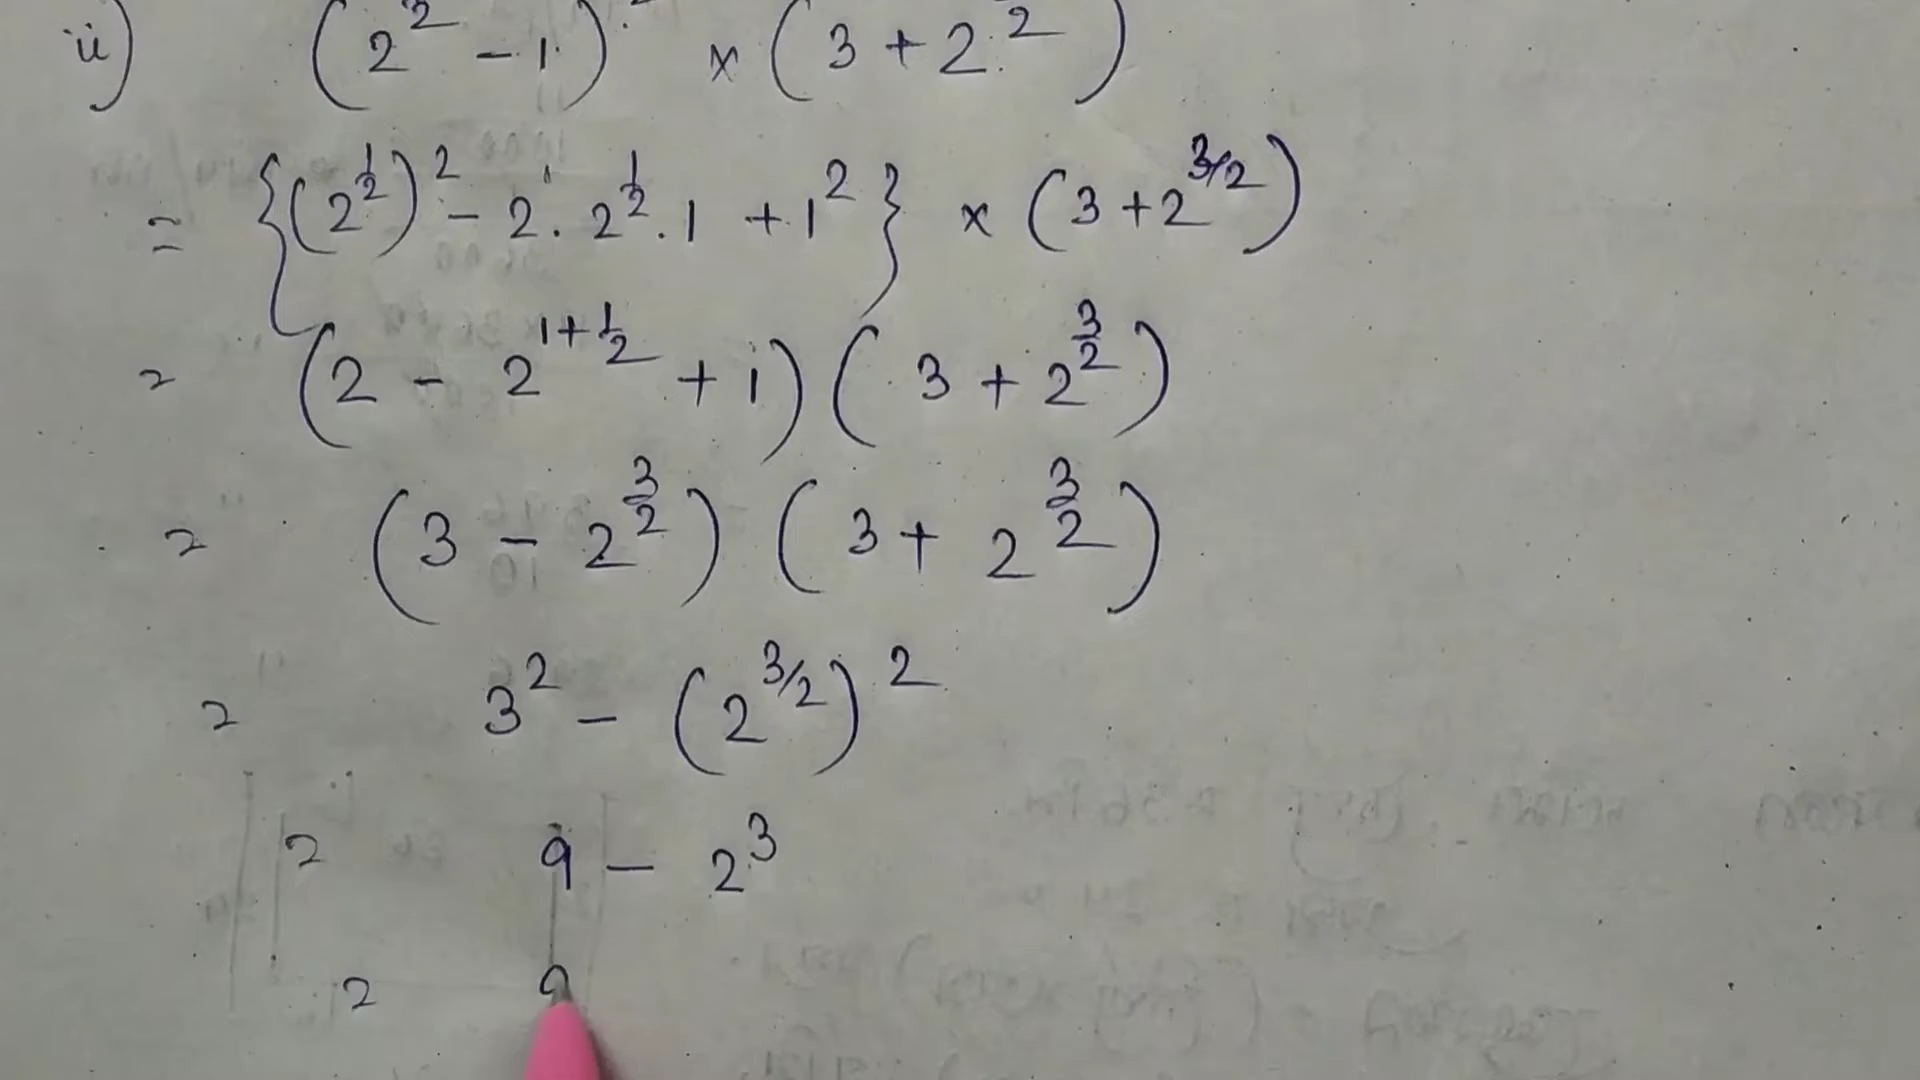 ii) (2^2 - 1)^2 × (3 + 2^2)
= {(2^1/2)^2 - 2^1 . 2^1/2 . 1 + 1^2} × (3 + 2^3/2)
= (2 - 2^1+1/2 + 1) (3 + 2^3/2)
= (3 - 2^3/2) (3 + 2^3/2)
= 3^2 - (2^3/2)^2
= 9 - 2^3
= 9